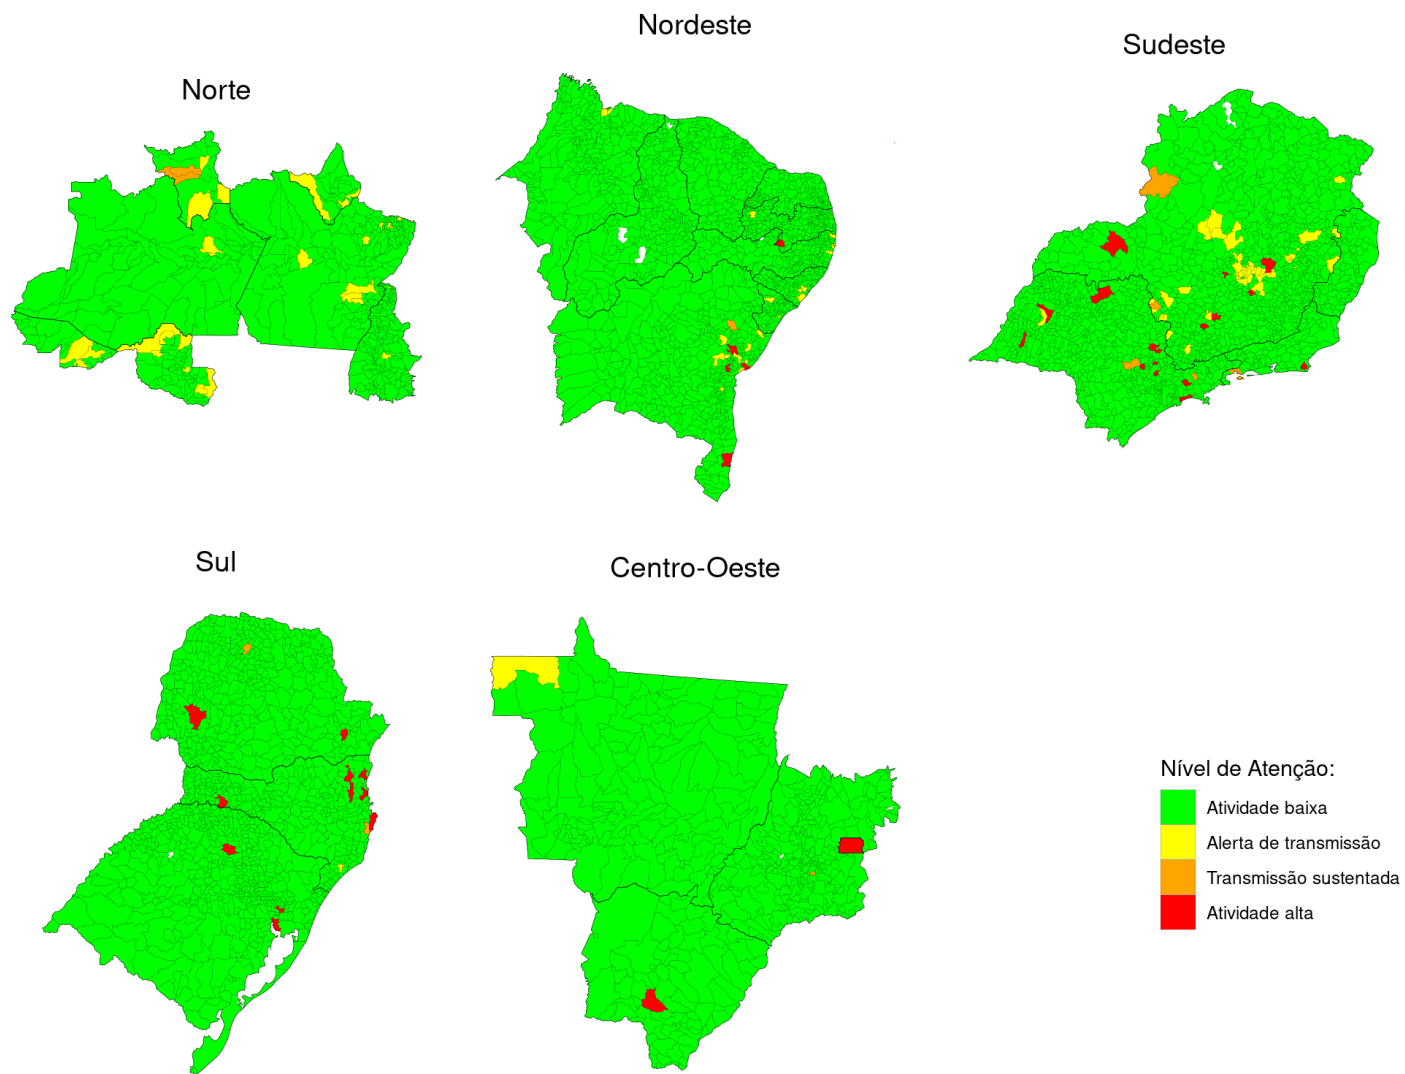 Norte
Nordeste
Sudeste
Sul
Centro-Oeste
Nível de Atenção:
Atividade baixa
Alerta de transmissão
Transmissão sustentada
Atividade alta